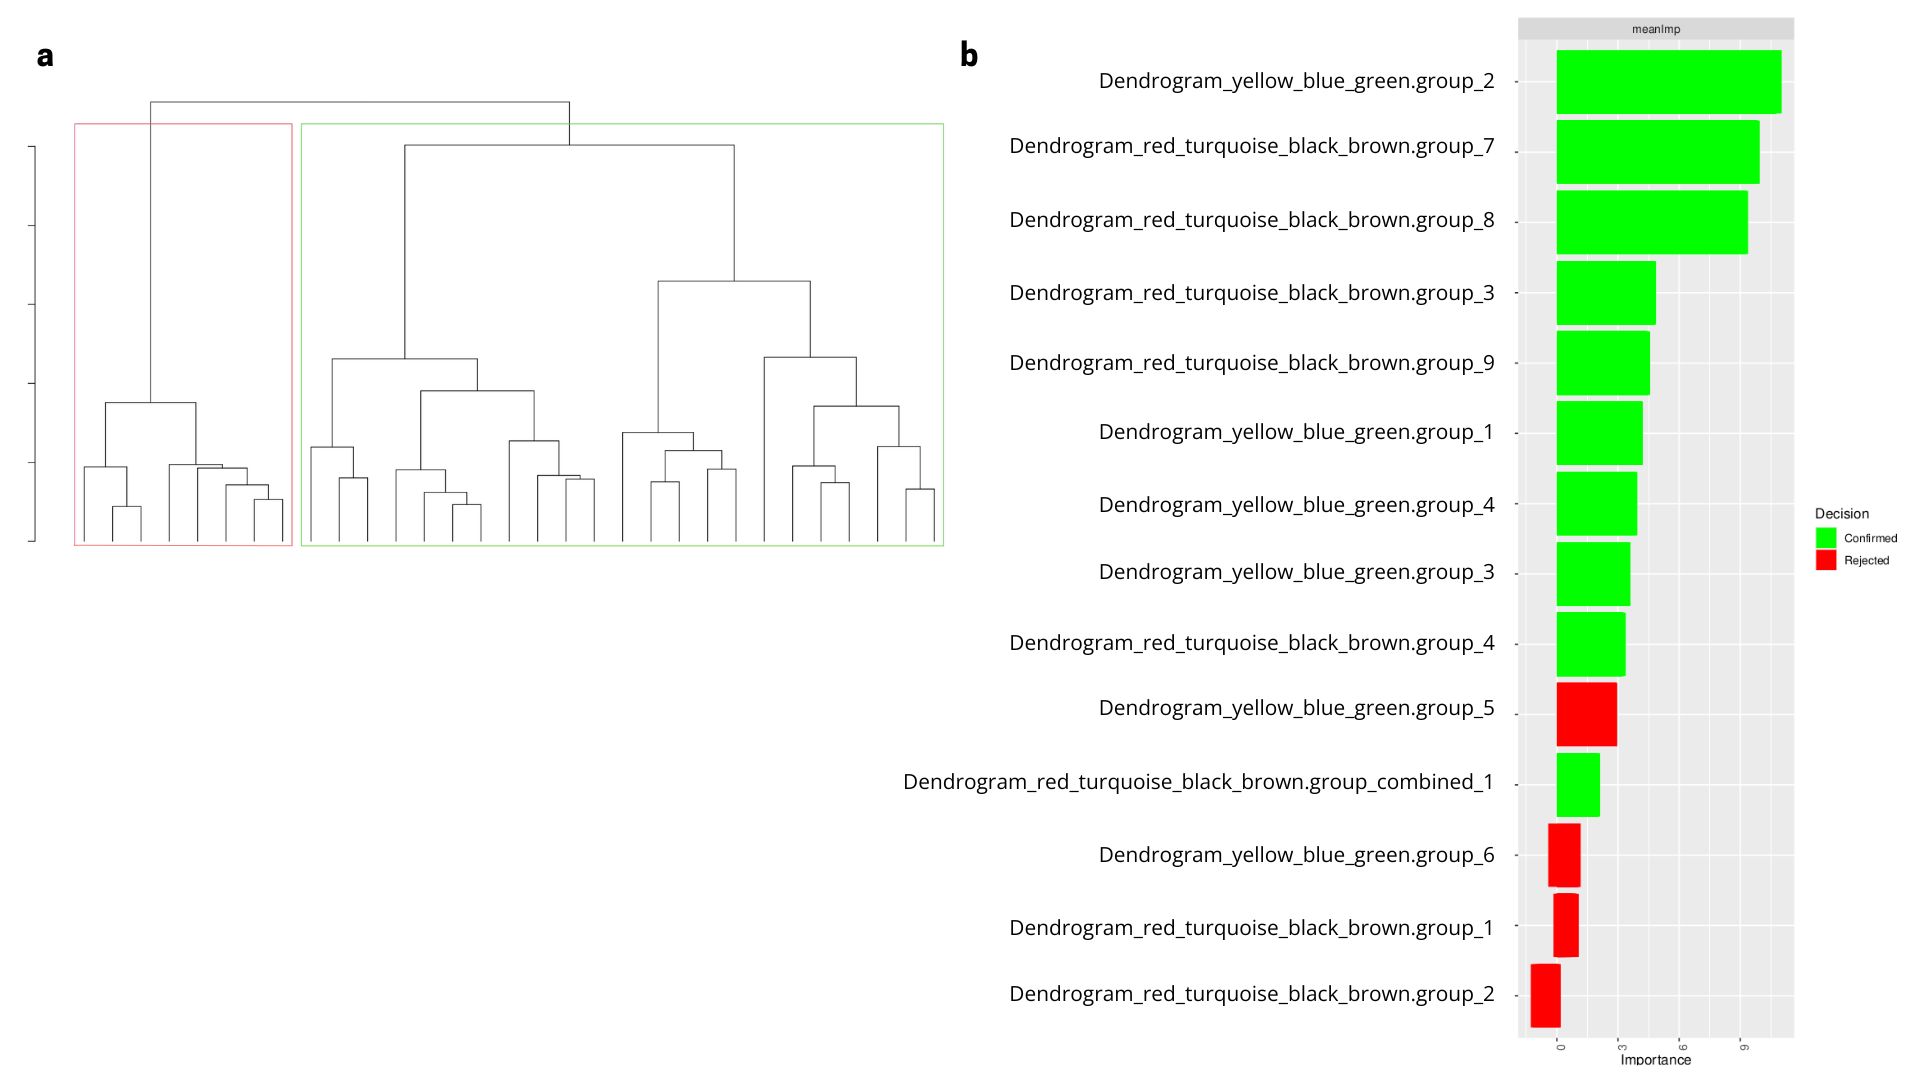 a
b
meanImp
Dendrogram_yellow_blue_green.group_2
Dendrogram_red_turquoise_black_brown.group_7
Dendrogram_red_turquoise_black_brown.group_8
Dendrogram_red_turquoise_black_brown.group_3
Dendrogram_red_turquoise_black_brown.group_9
Dendrogram_yellow_blue_green.group_1
Dendrogram_yellow_blue_green.group_4
Dendrogram_yellow_blue_green.group_3
Dendrogram_red_turquoise_black_brown.group_4
Dendrogram_yellow_blue_green.group_5
Dendrogram_red_turquoise_black_brown.group_combined_1
Dendrogram_yellow_blue_green.group_6
Dendrogram_red_turquoise_black_brown.group_1
Dendrogram_red_turquoise_black_brown.group_2
0 3 6 9
Importance
Decision
Confirmed
Rejected